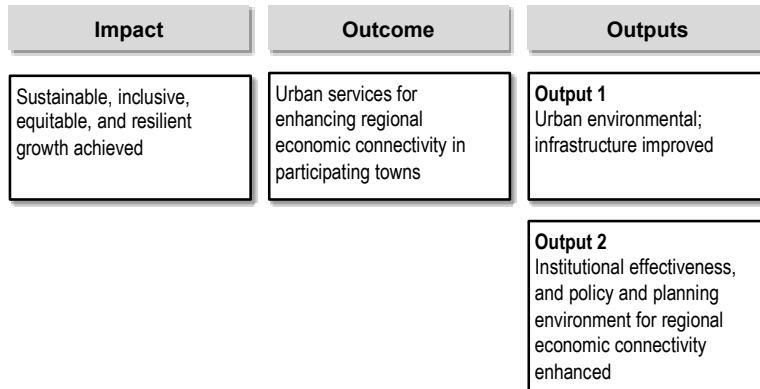 Impact
Outcome
Outputs
Sustainable, inclusive,
equitable, and resilient
growth achieved
Urban services for
enhancing regional
economic connectivity in
participating towns
Output 1
Urban environmental;
infrastructure improved
Output 2
Institutional effectiveness,
and policy and planning
environment for regional
economic connectivity
enhanced